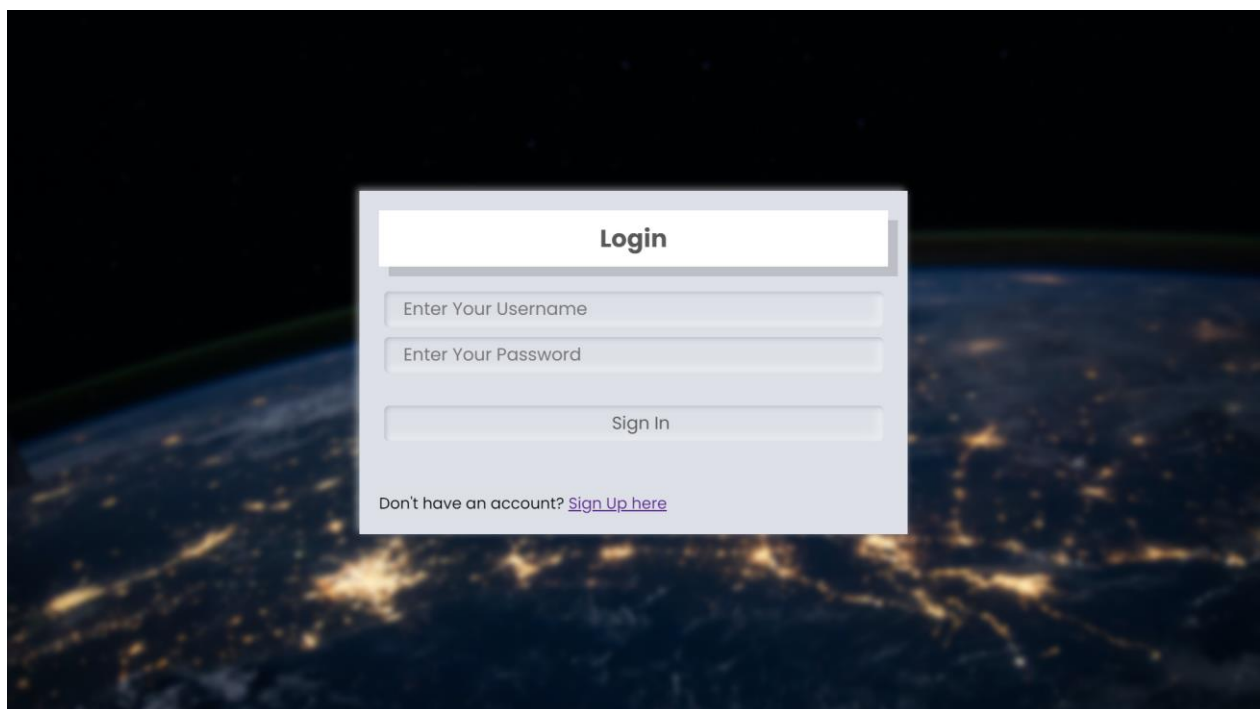 Login
Enter Your Username
Enter Your Password
Sign In
Don't have an account? Sign Up here